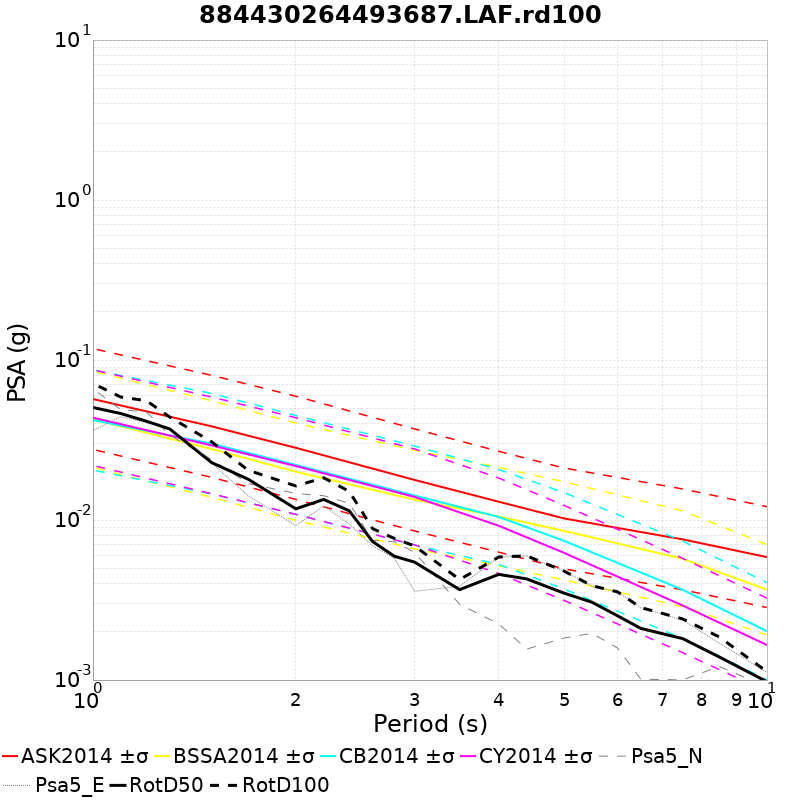 884430264493687.LAF.rd100
10^1
10^0
10^-1
10^-2
10^-3
PSA (g)
10^0 2 3 4 5 6 7 8 9 10^1
Period (s)
ASK2014 ±σ BSSA2014 ±σ CB2014 ±σ CY2014 ±σ Psa5_N
Psa5_E RotD50 RotD100